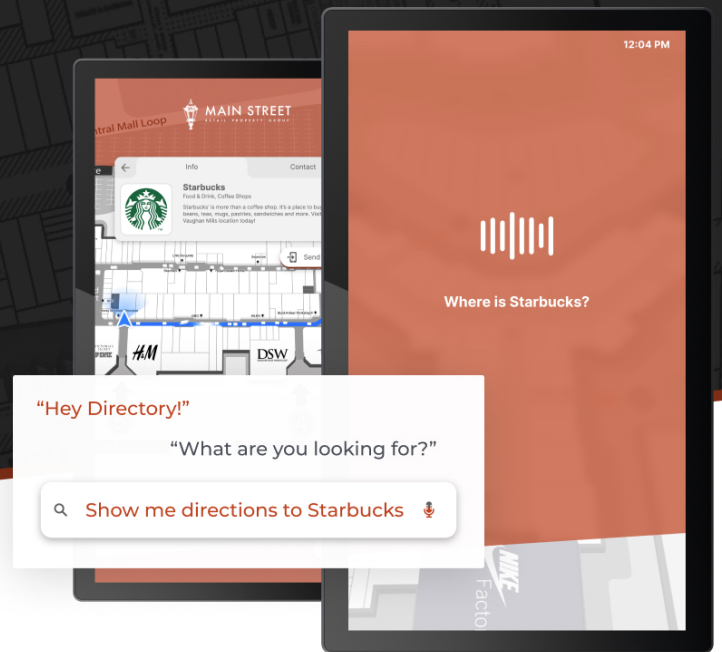 12:04 PM
MAIN STREET
RETAIL PROPERTY GROUP
ntral Mall Loop
Info
Contact
Starbucks
Food & Drink, Coffee Shops
Starbucks' is more than a coffee shop. It's a place to buy
beans, teas, mugs, pastries, sandwiches and more. Visit
Vaughan Mills location today!
Send
H&M
DSW
Where is Starbucks?
“Hey Directory!”
“What are you looking for?”
Show me directions to Starbucks
NIKE
Facto